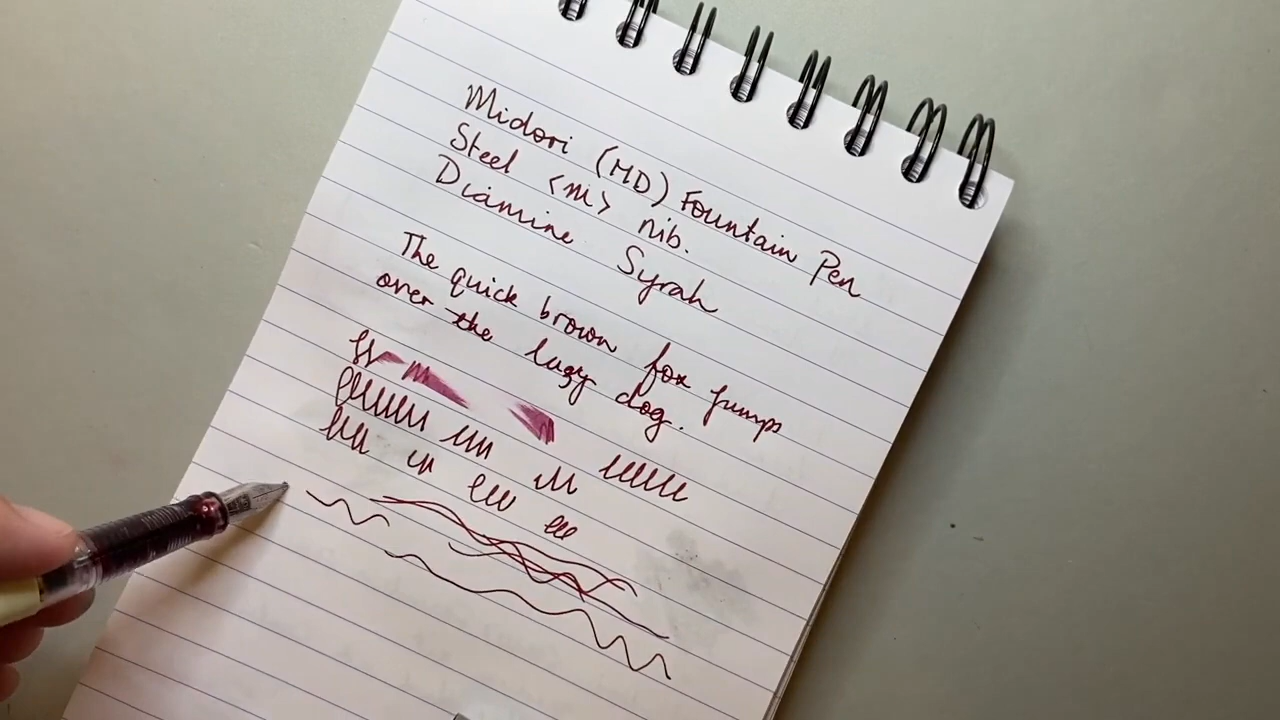 Midori (MD) Fountain Pen
Steel <M> nib.
Diamine Syrah
The quick brown fox jumps
over the lazy dog.